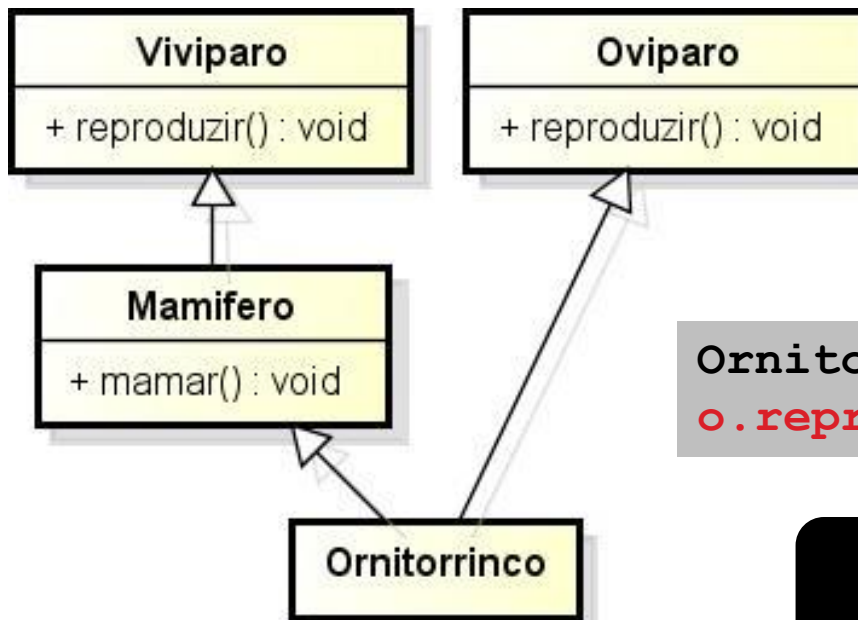 Viviparo
+ reproduzir() : void
Oviparo
+ reproduzir() : void
Mamifero
+ mamar() : void
Ornitorrinco